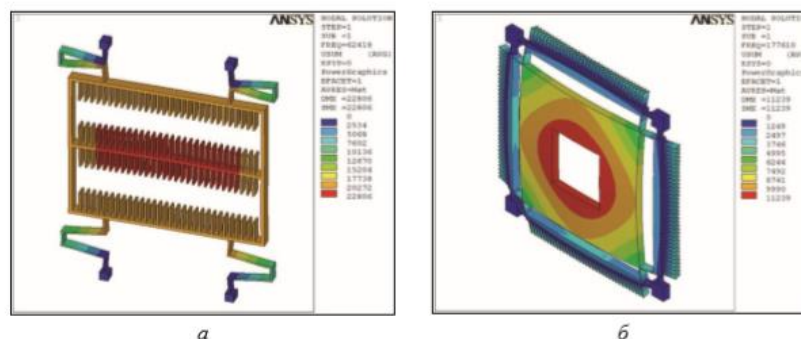 1
ANSYS
NODAL SOLUTION
STEP=1
SUB =1
FREQ=62418
USUM (AVG)
RSYS=0
PowerGraphics
EFACET=1
AVRES=Mat
DMX =22806
SMX =22806
0
2534
5068
7602
10136
12670
15204
17738
20272
22806
1
ANSYS
NODAL SOLUTION
STEP=1
SUB =1
FREQ=177610
USUM (AVG)
RSYS=0
PowerGraphics
EFACET=1
AVRES=Mat
DMX =11239
SMX =11239
0
1249
2497
3746
4995
6244
7492
8741
9990
11239
а
б